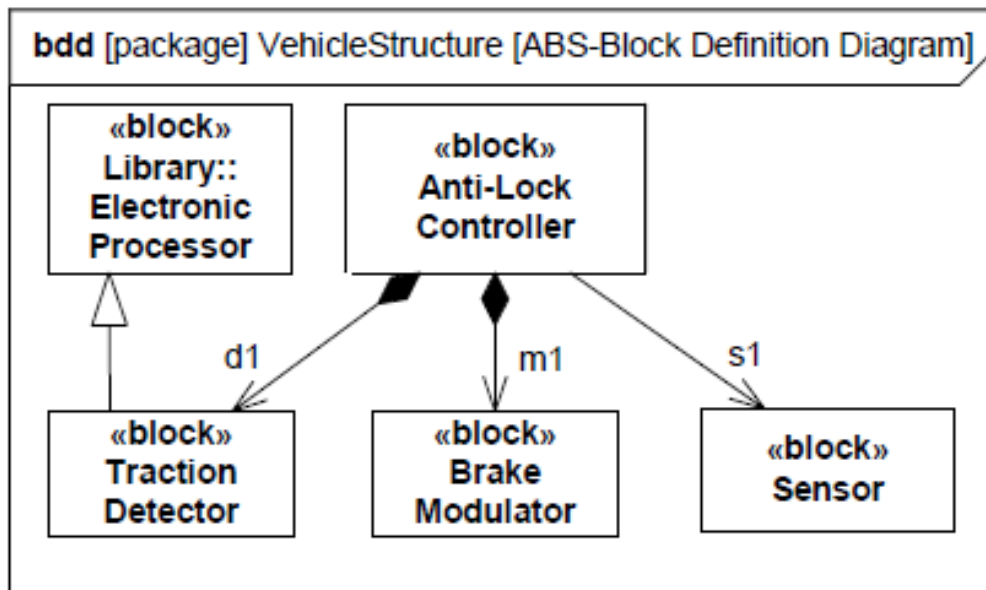 bdd [package] VehicleStructure [ABS-Block Definition Diagram]
«block»
Library::
Electronic
Processor
«block»
Anti-Lock
Controller
d1
m1
s1
«block»
Traction
Detector
«block»
Brake
Modulator
«block»
Sensor